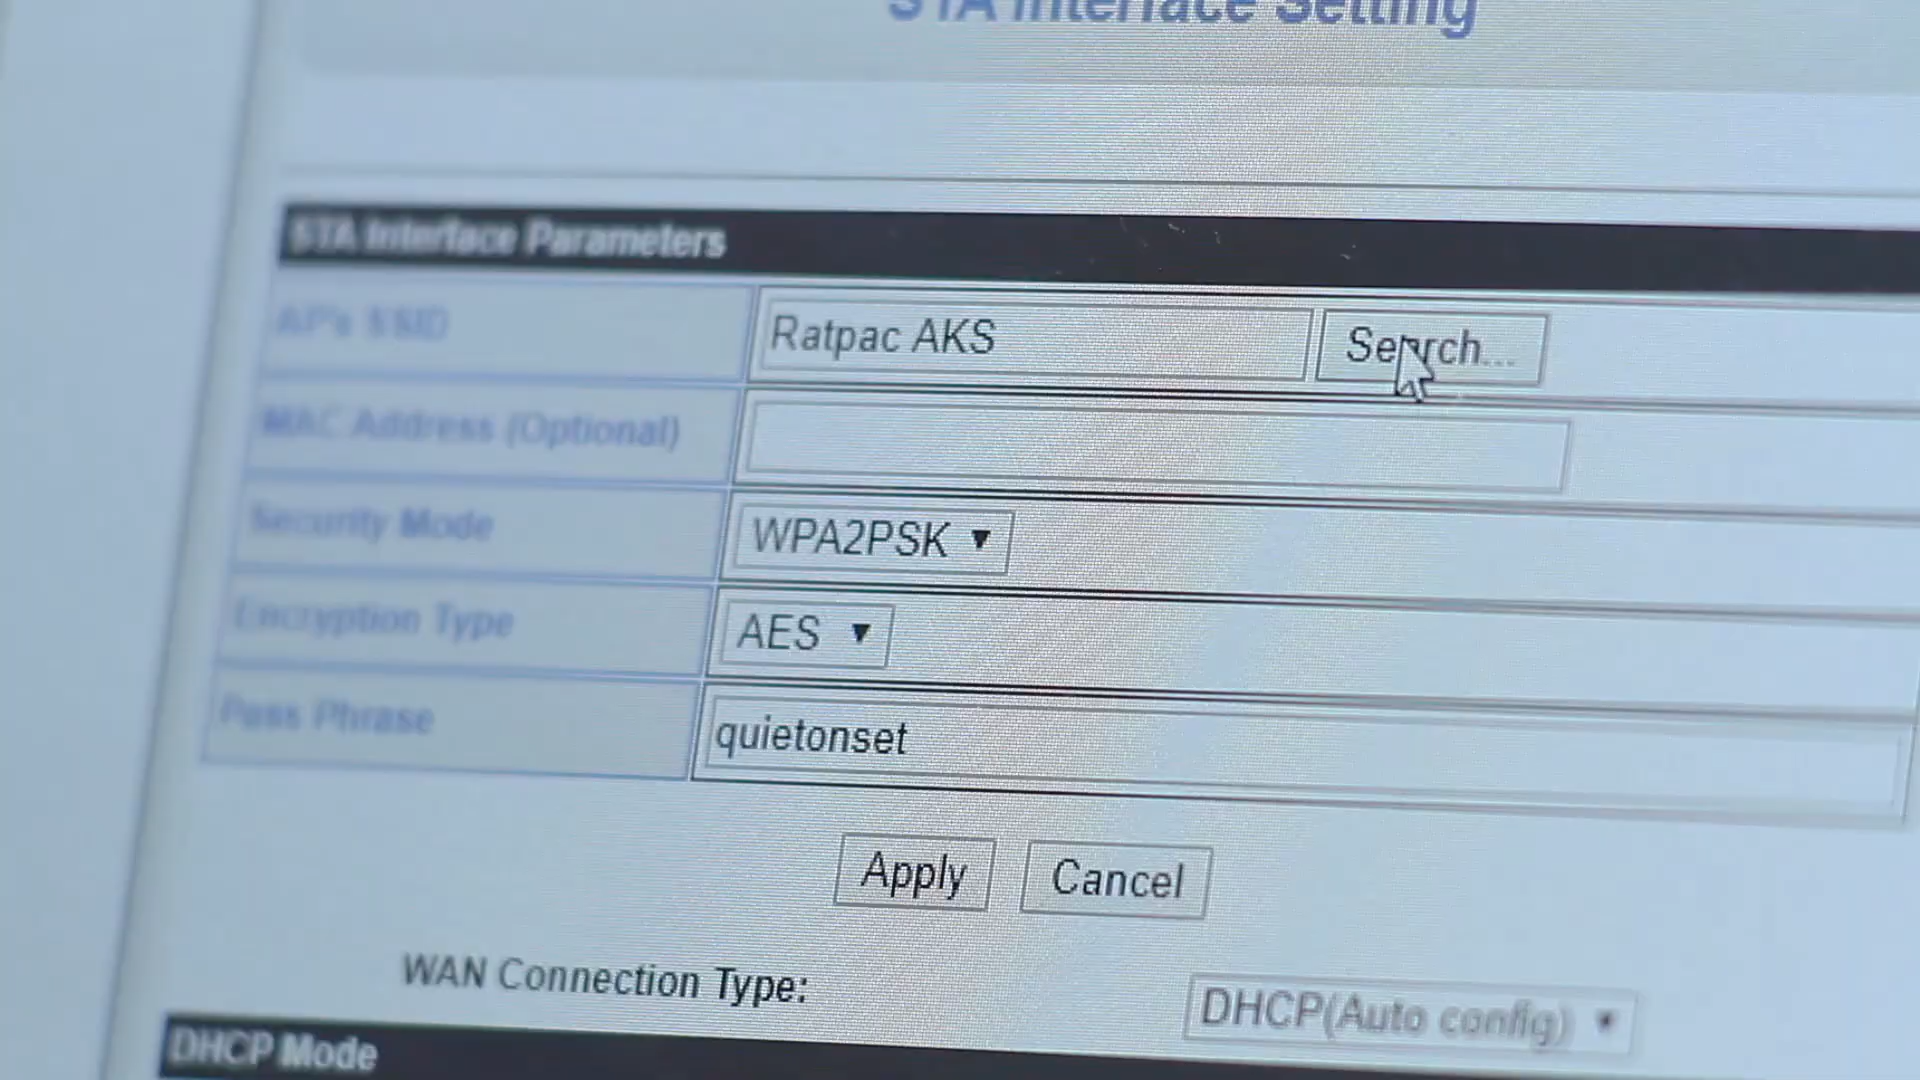 STA Interface Setting
STA Interface Parameters
AP's SSID
Ratpac AKS
Search...
MAC Address (Optional)
Security Mode
WPA2PSK
Encryption Type
AES
Pass Phrase
quietonset
Apply
Cancel
WAN Connection Type:
DHCP(Auto config)
DHCP Mode